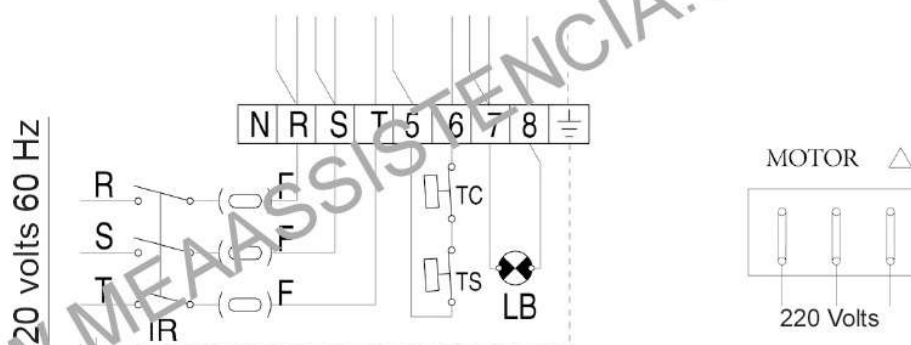 N R S T 5 6 7 8
20 volts 60 Hz
R F
S F
T F
IR
TC
TS
LB
MOTOR △
220 Volts
MEAASSISTENCIA.